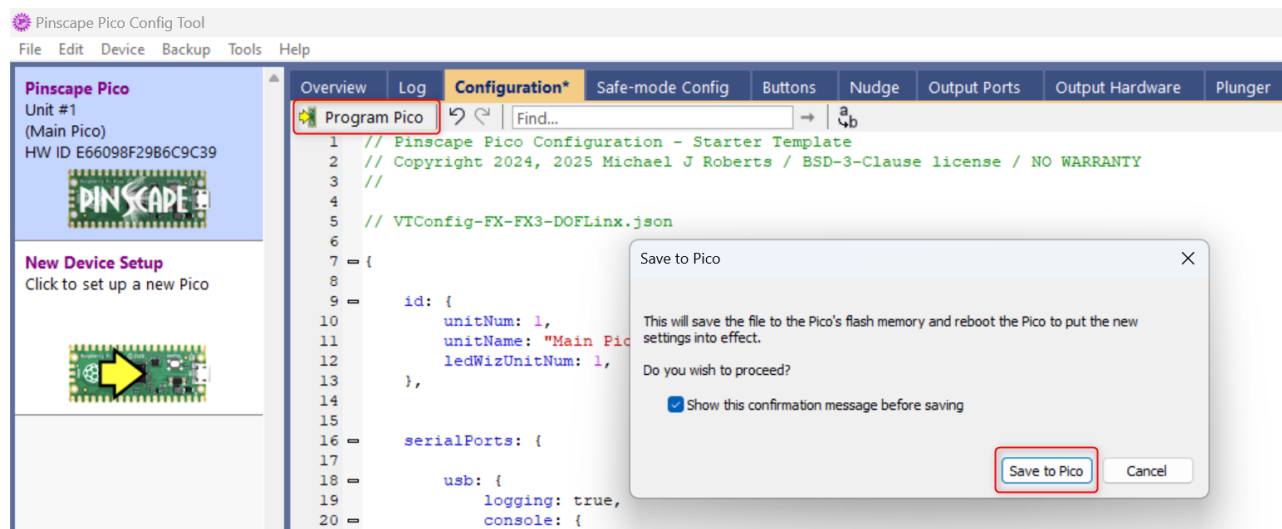 Pinscape Pico Config Tool
File Edit Device Backup Tools Help
Pinscape Pico
Unit #1
(Main Pico)
HW ID E66098F29B6C9C39
PINSCAPE
New Device Setup
Click to set up a new Pico
Overview Log Configuration* Safe-mode Config Buttons Nudge Output Ports Output Hardware Plunger
Program Pico Find... a b
1 // Pinscape Pico Configuration - Starter Template
2 // Copyright 2024, 2025 Michael J Roberts / BSD-3-Clause license / NO WARRANTY
3 //
4
5 // VTConfig-FX-FX3-DOFLinx.json
6
7 {
8
9 id: {
10 unitNum: 1,
11 unitName: "Main Pic
12 ledWizUnitNum: 1,
13 },
14
15
16 serialPorts: {
17
18 usb: {
19 logging: true,
20 console: {
Save to Pico
This will save the file to the Pico's flash memory and reboot the Pico to put the new
settings into effect.
Do you wish to proceed?
Show this confirmation message before saving
Save to Pico Cancel